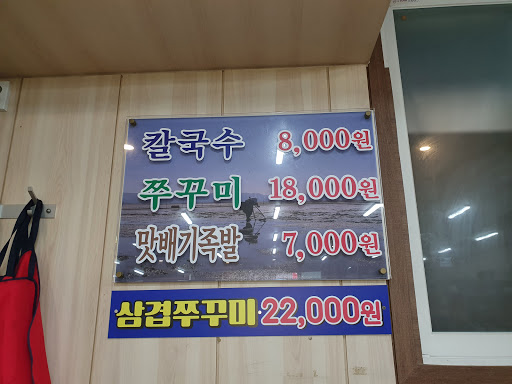 칼국수 8,000원
쭈꾸미 18,000원
맛배기족발 7,000원
삼겹쭈꾸미 22,000원